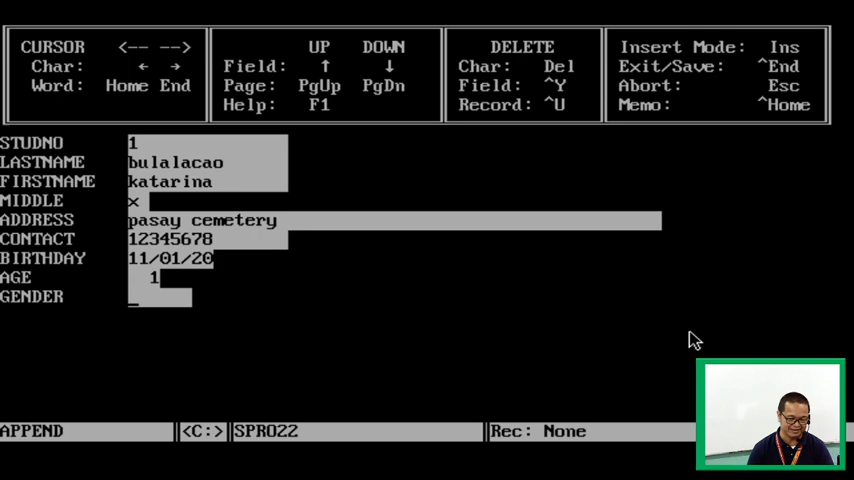 CURSOR <-- --> UP DOWN DELETE Insert Mode: Ins
Char: ← → Field: ↑ ↓ Char: Del Exit/Save: ^End
Word: Home End Page: PgUp PgDn Field: ^Y Abort: Esc
Help: F1 Record: ^U Memo: ^Home
STUDNO 1
LASTNAME bulalacao
FIRSTNAME katarina
MIDDLE x
ADDRESS pasay cemetery
CONTACT 12345678
BIRTHDAY 11/01/20
AGE 1
GENDER _
APPEND <C:> SPRO22 Rec: None